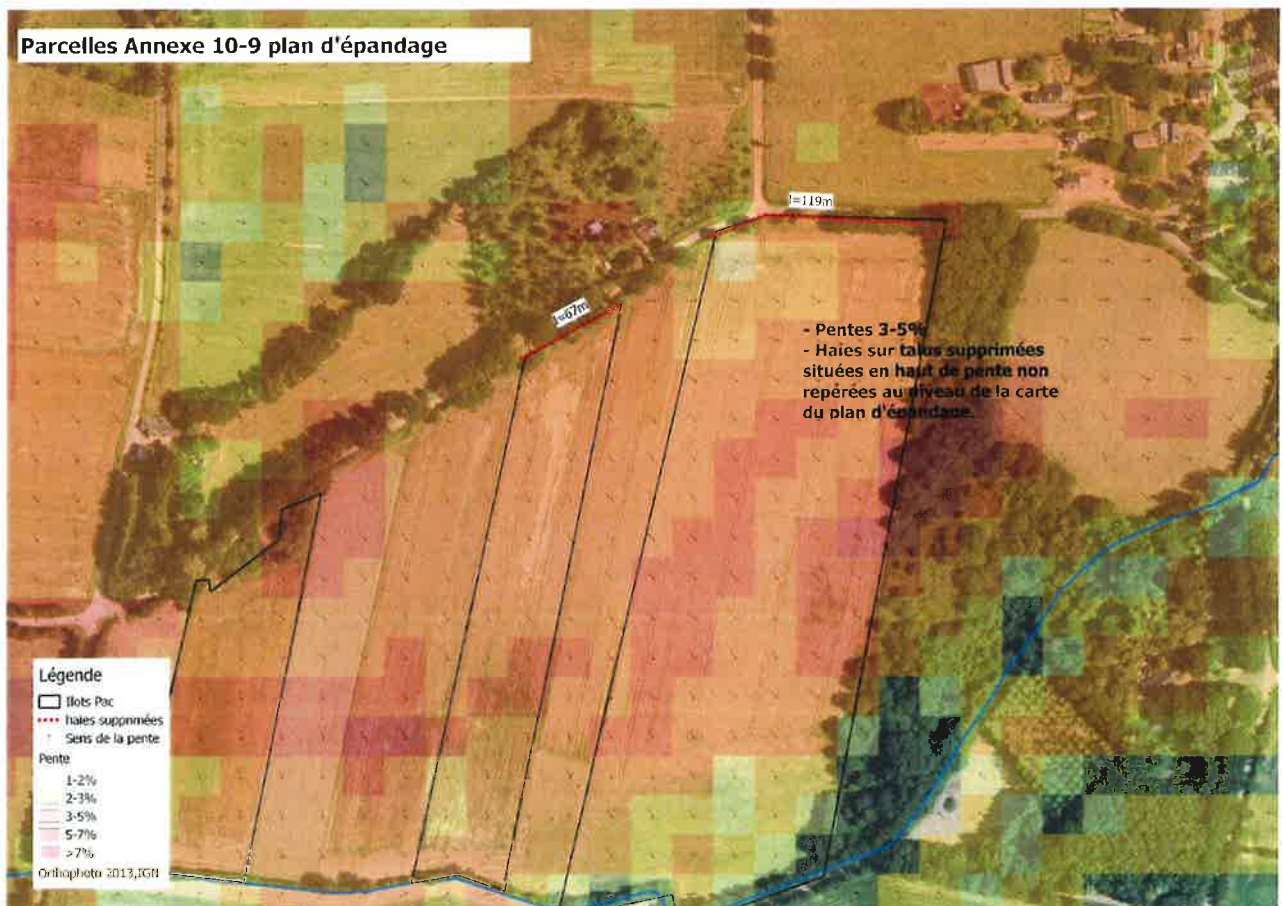 Parcelles Annexe 10-9 plan d'épandage
l=119m
l=67m
- Pentes 3-5%
- Haies sur talus supprimées
situées en haut de pente non
repérées au niveau de la carte
du plan d'épandage.
Légende
Ilots Pac
haies supprimées
Sens de la pente
Pente
1-2%
2-3%
3-5%
5-7%
>7%
Orthophoto 2013,IGN